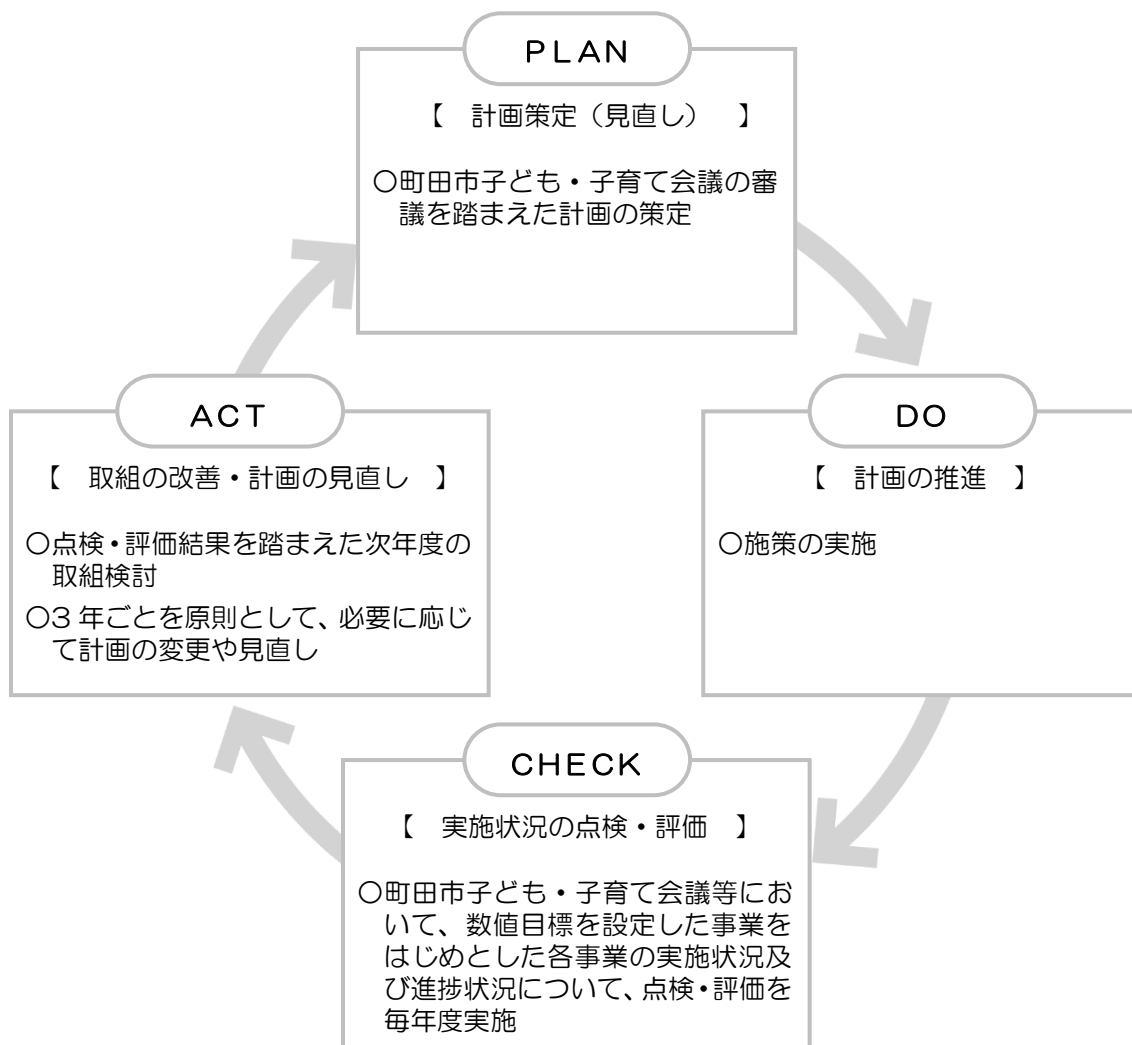 PLAN
【 計画策定（見直し） 】
○町田市子ども・子育て会議の審
議を踏まえた計画の策定
ACT
【 取組の改善・計画の見直し 】
○点検・評価結果を踏まえた次年度の
取組検討
○3年ごとを原則として、必要に応じ
て計画の変更や見直し
DO
【 計画の推進 】
○施策の実施
CHECK
【 実施状況の点検・評価 】
○町田市子ども・子育て会議等にお
いて、数値目標を設定した事業を
はじめとした各事業の実施状況及
び進捗状況について、点検・評価を
毎年度実施